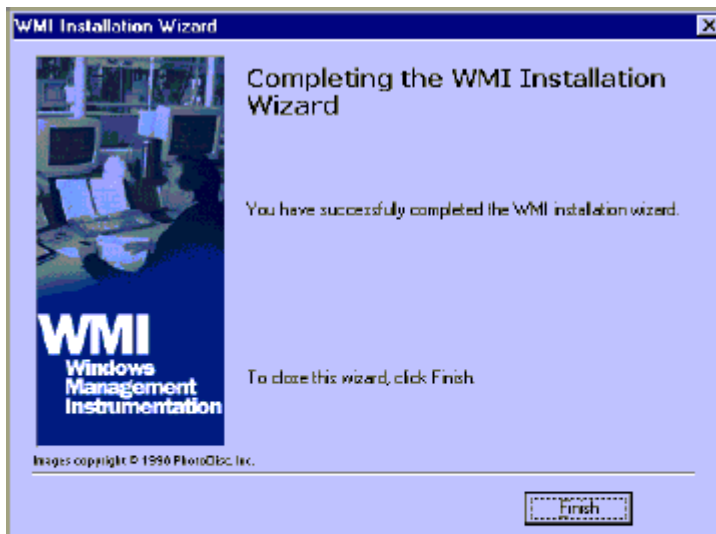 WMI Installation Wizard
Completing the WMI Installation
Wizard
You have successfully completed the WMI installation wizard.
WMI
Windows
Management
Instrumentation
To close this wizard, click Finish.
Images copyright © 1998 PhotoDisc, Inc.
Finish